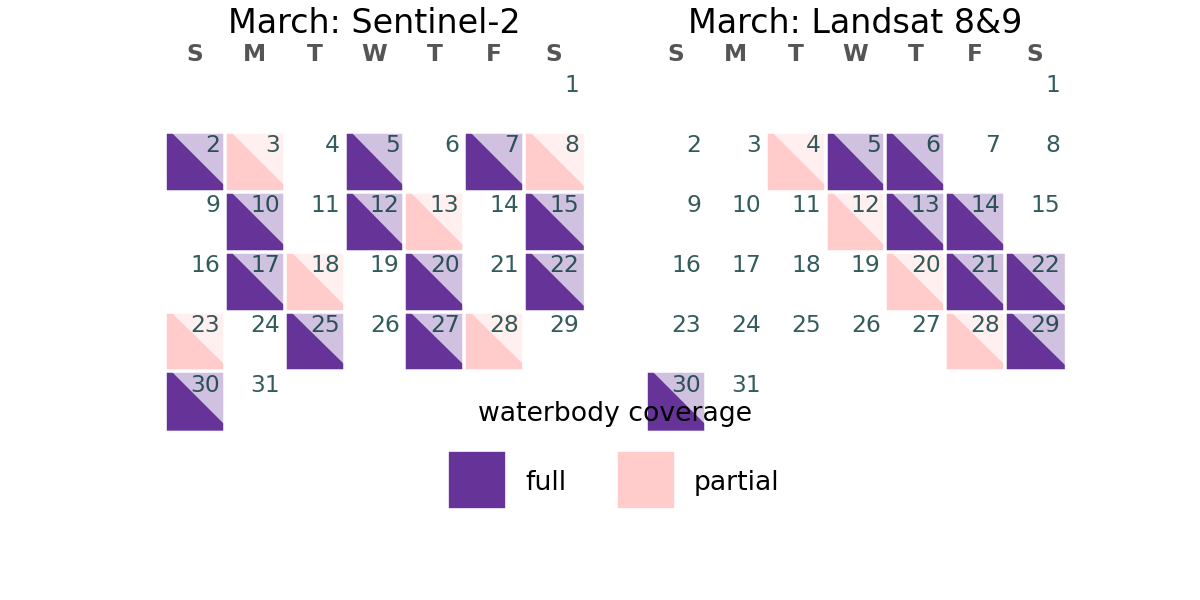 March: Sentinel-2
S M T W T F S
1
2 3 4 5 6 7 8
9 10 11 12 13 14 15
16 17 18 19 20 21 22
23 24 25 26 27 28 29
30 31
March: Landsat 8&9
S M T W T F S
1
2 3 4 5 6 7 8
9 10 11 12 13 14 15
16 17 18 19 20 21 22
23 24 25 26 27 28 29
30 31
waterbody coverage
full partial